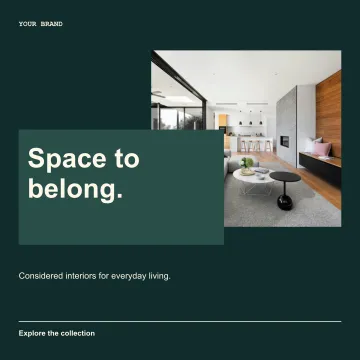 YOUR BRAND
Space to
belong.
Considered interiors for everyday living.
Explore the collection